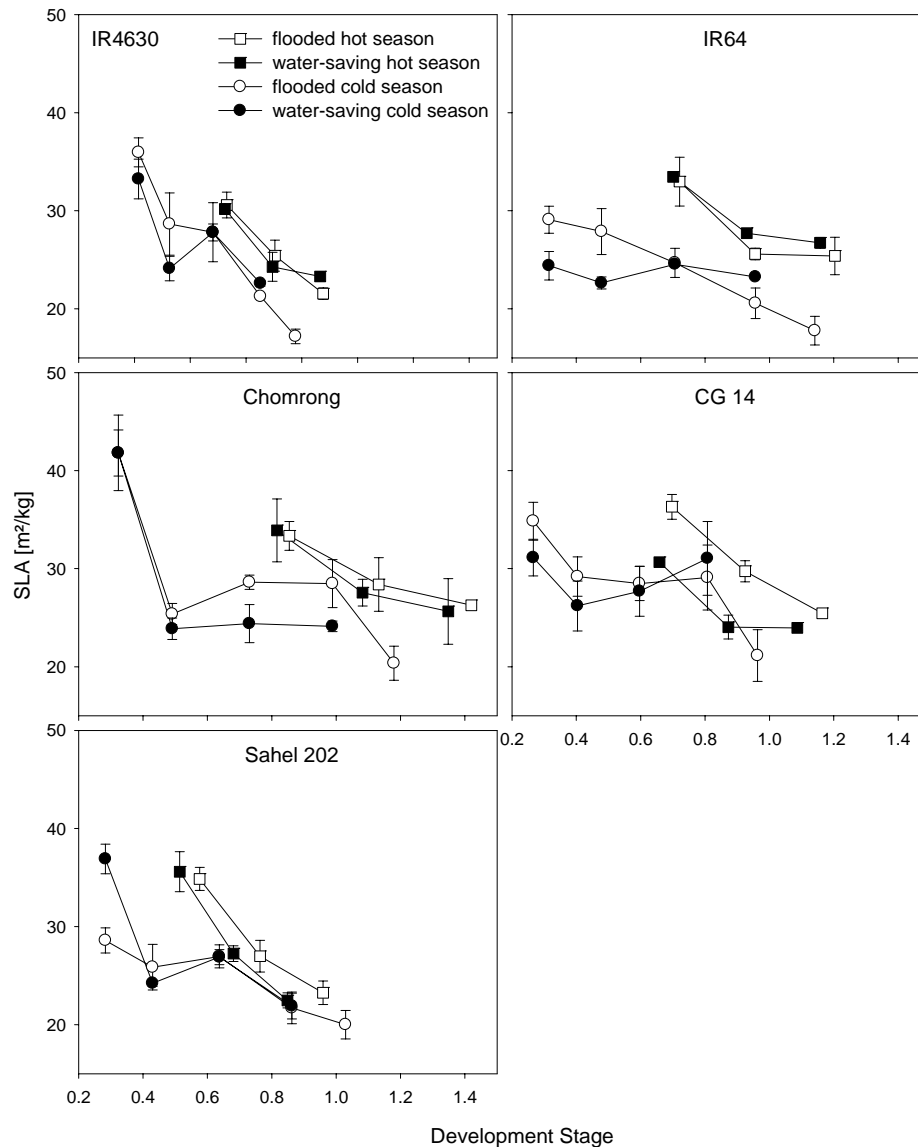 50
40
30
20
IR4630
flooded hot season
water-saving hot season
flooded cold season
water-saving cold season
IR64
50
40
30
20
Chomrong
CG 14
SLA [m²/kg]
0.2 0.4 0.6 0.8 1.0 1.2 1.4
50
40
30
20
Sahel 202
0.2 0.4 0.6 0.8 1.0 1.2 1.4
Development Stage